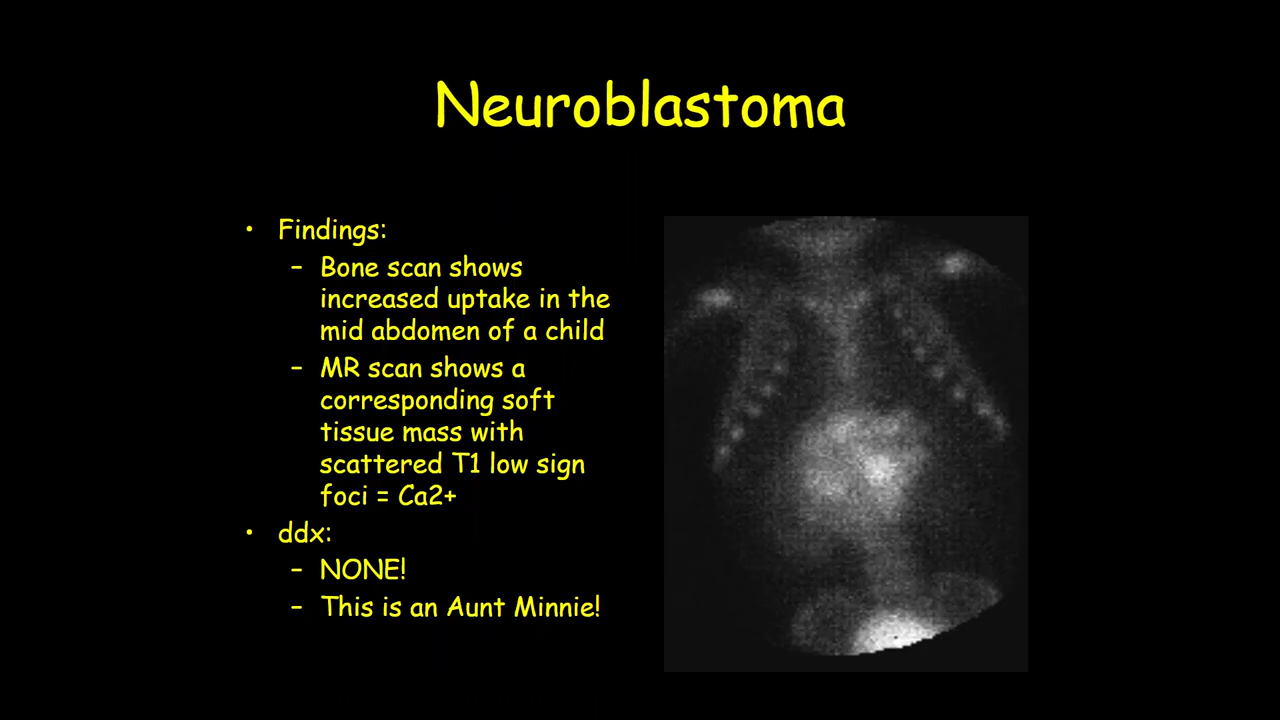 Neuroblastoma
• Findings:
– Bone scan shows
increased uptake in the
mid abdomen of a child
– MR scan shows a
corresponding soft
tissue mass with
scattered T1 low sign
foci = Ca2+
• ddx:
– NONE!
– This is an Aunt Minnie!